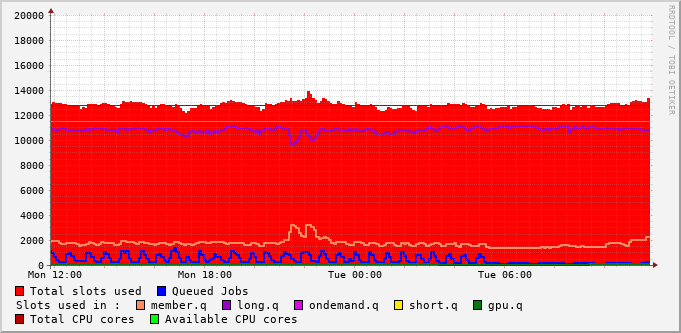 20000
18000
16000
14000
12000
10000
8000
6000
4000
2000
0
Mon 12:00 Mon 18:00 Tue 00:00 Tue 06:00
Total slots used Queued Jobs
Slots used in : member.q long.q ondemand.q short.q gpu.q
Total CPU cores Available CPU cores
RRDTOOL / TOBI OETIKER